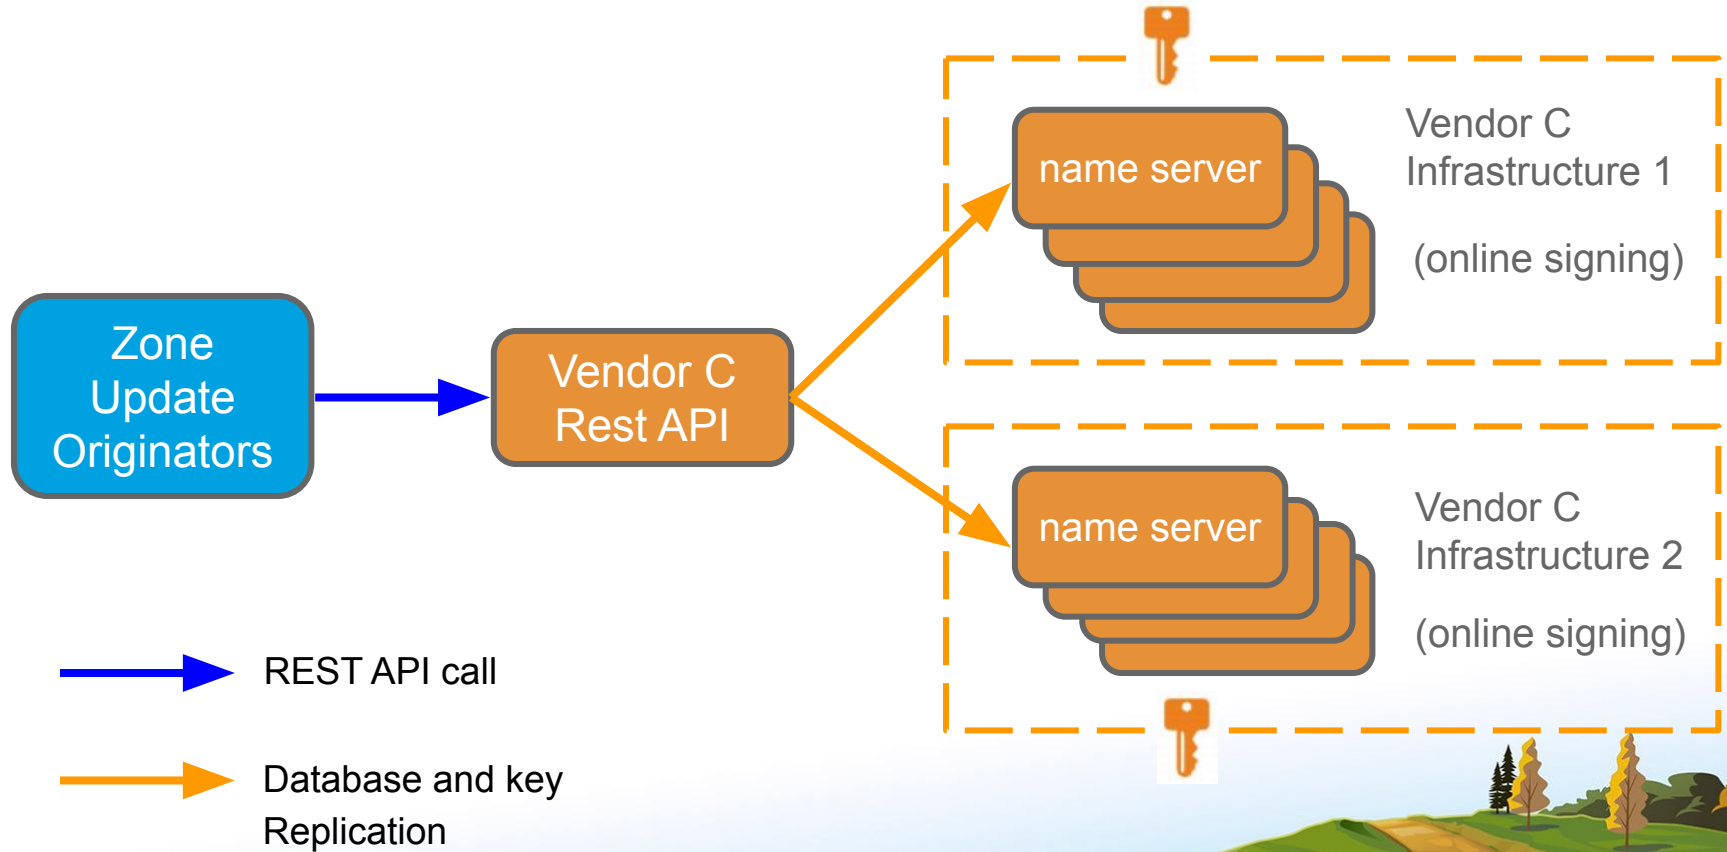 Zone
Update
Originators
Vendor C
Rest API
name server
Vendor C
Infrastructure 1
(online signing)
name server
Vendor C
Infrastructure 2
(online signing)
REST API call
Database and key
Replication